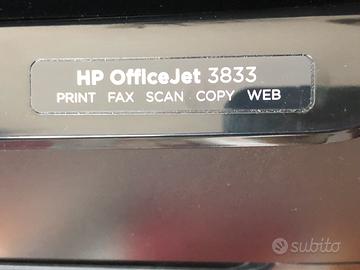 HP OfficeJet 3833
PRINT FAX SCAN COPY WEB
subito